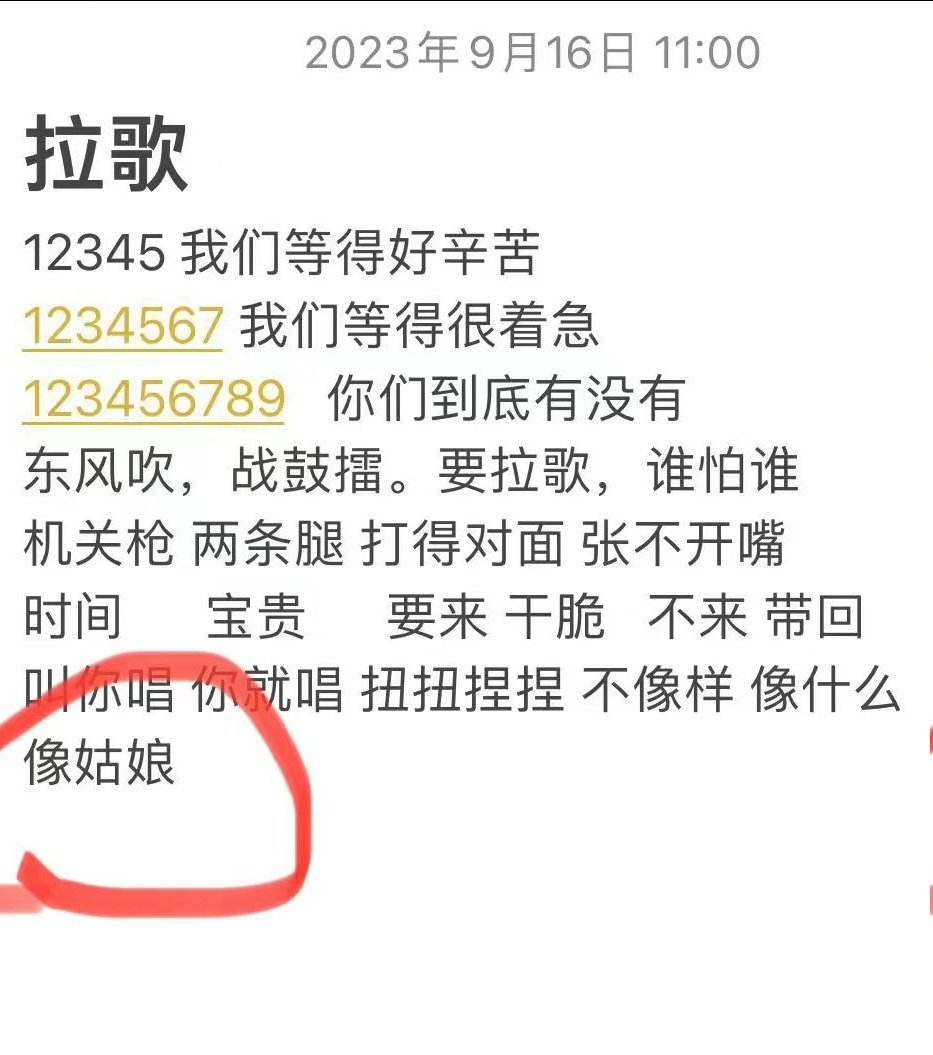 2023年9月16日 11:00
拉歌
12345 我们等得好辛苦
1234567 我们等得很着急
123456789 你们到底有没有
东风吹，战鼓擂。要拉歌，谁怕谁
机关枪 两条腿 打得对面 张不开嘴
时间 宝贵 要来 干脆 不来 带回
叫你唱 你就唱 扭扭捏捏 不像样 像什么
像姑娘